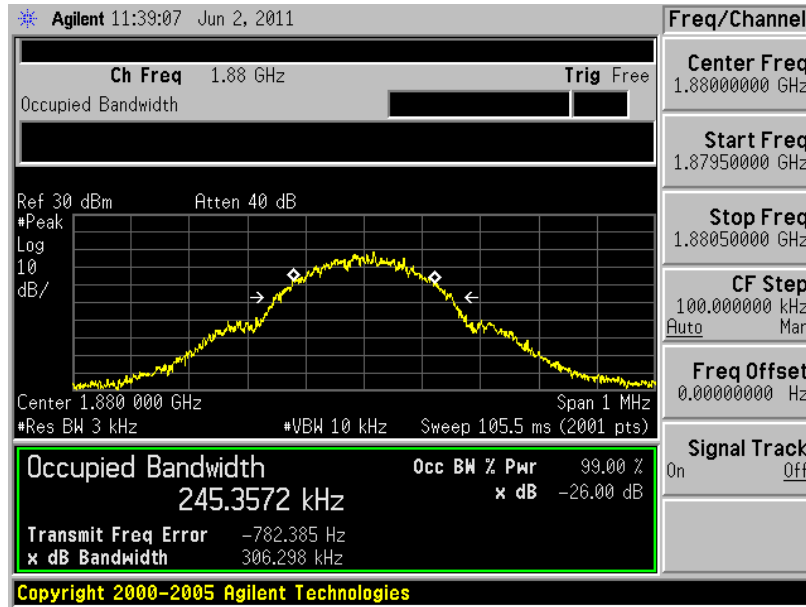 Agilent 11:39:07 Jun 2, 2011
Freq/Channel
Ch Freq 1.88 GHz Trig Free
Occupied Bandwidth
Center Freq
1.88000000 GHz
Start Freq
1.87950000 GHz
Stop Freq
1.88050000 GHz
CF Step
100.000000 kHz
Auto Man
Freq Offset
0.00000000 Hz
Signal Track
On Off
Ref 30 dBm Atten 40 dB
#Peak
Log
10
dB/
Center 1.880 000 GHz Span 1 MHz
#Res BW 3 kHz #VBW 10 kHz Sweep 105.5 ms (2001 pts)
Occupied Bandwidth
245.3572 kHz
Occ BW % Pwr 99.00 %
x dB -26.00 dB
Transmit Freq Error -782.385 Hz
x dB Bandwidth 306.298 kHz
Copyright 2000-2005 Agilent Technologies